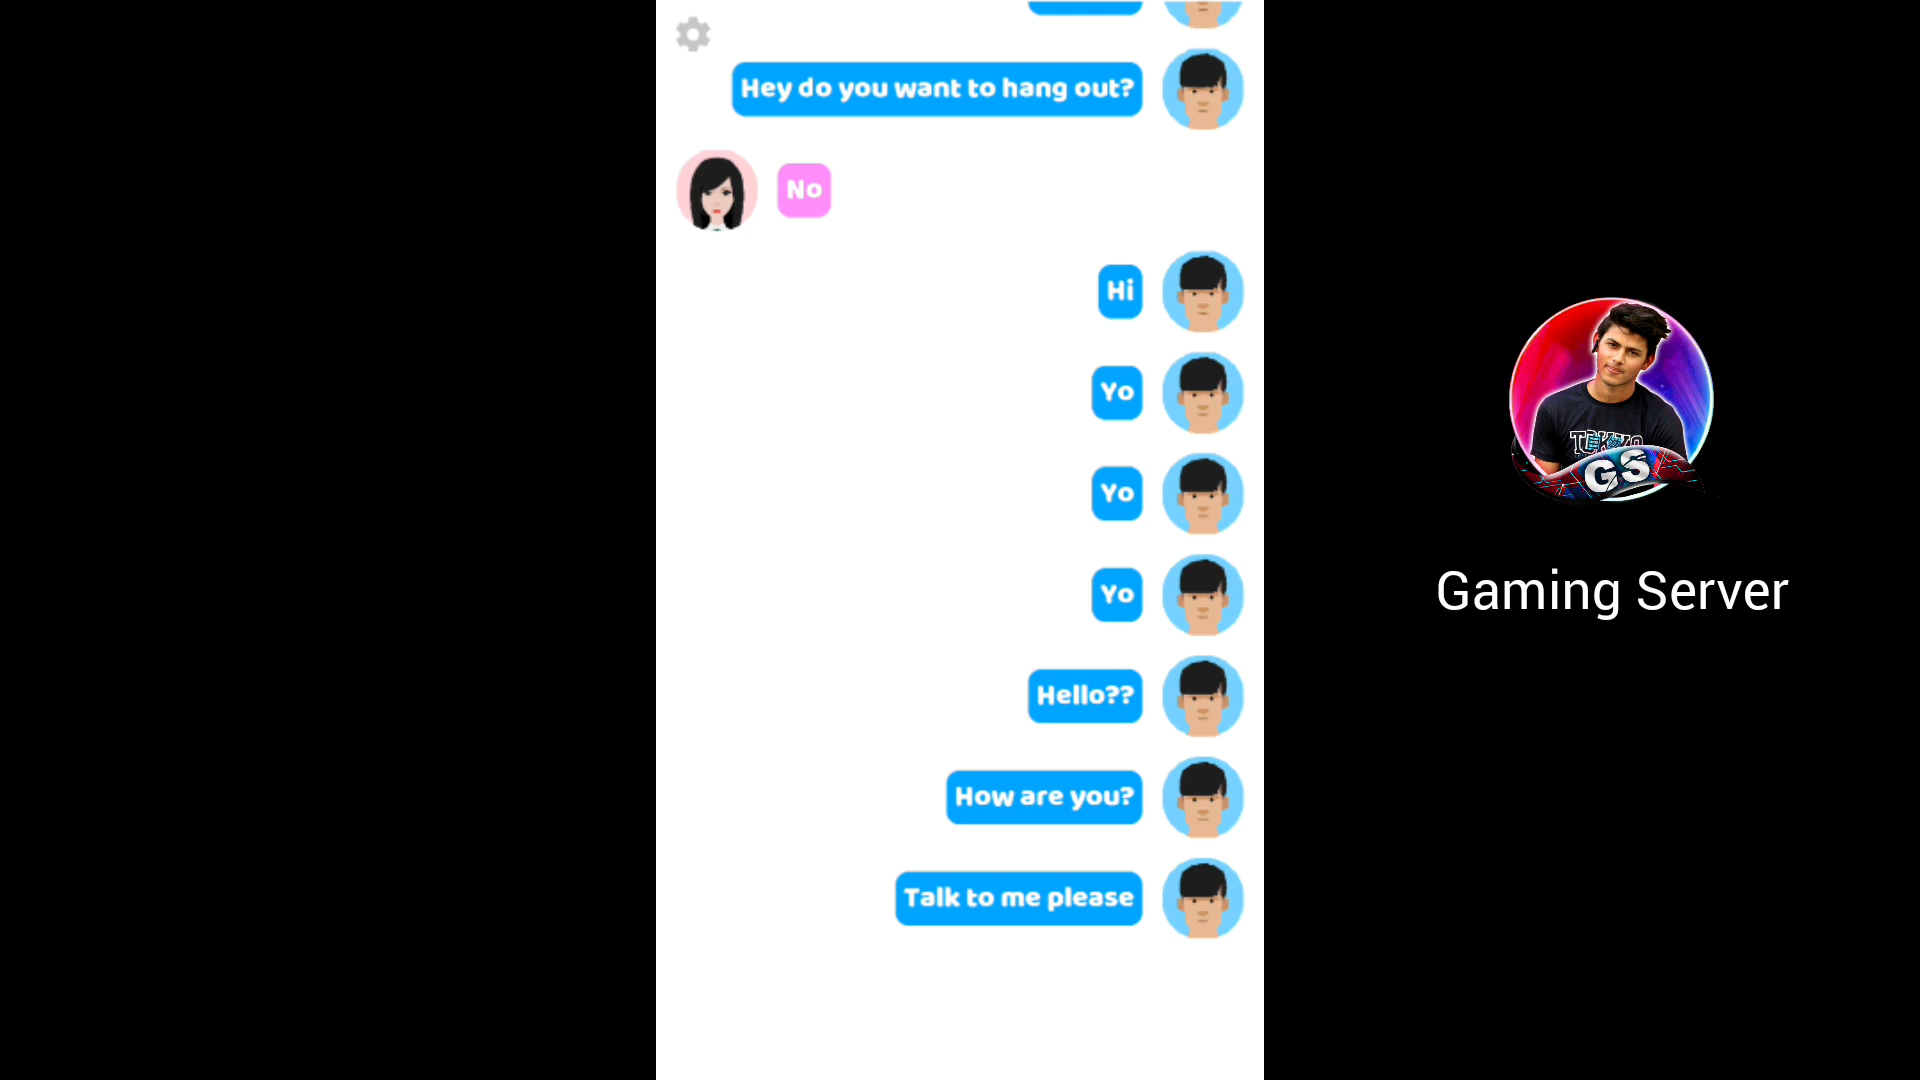 Hey do you want to hang out?
No
Hi
Yo
Yo
Yo
Hello??
How are you?
Talk to me please
GS
Gaming Server